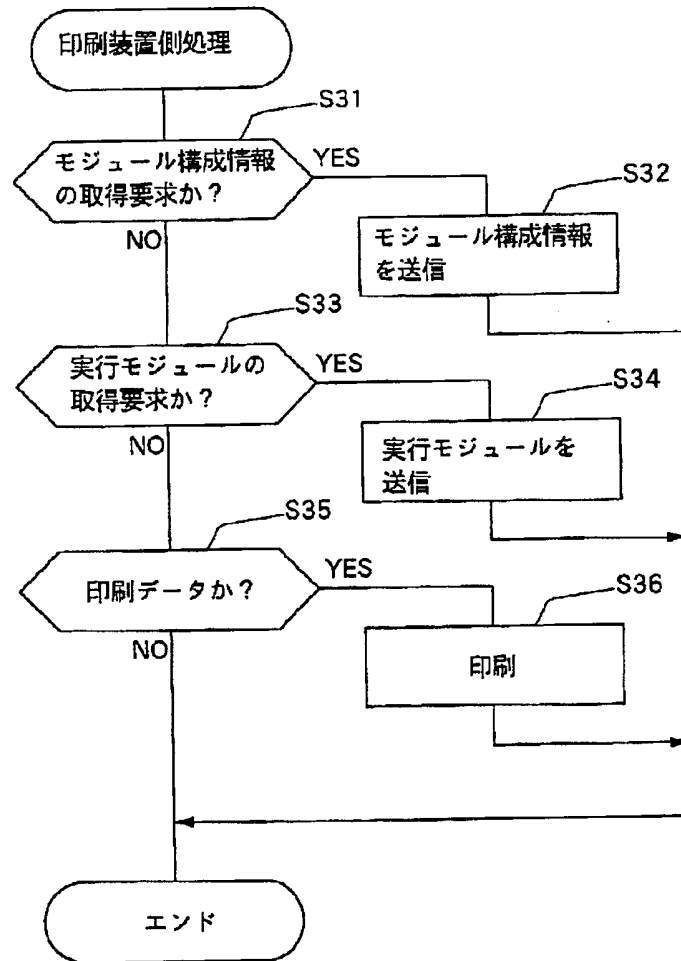 印刷装置側処理
S31
モジュール構成情報
の取得要求か？
YES
S32
モジュール構成情報
を送信
NO
S33
実行モジュールの
取得要求か？
YES
S34
実行モジュールを
送信
NO
S35
印刷データか？
YES
S36
印刷
NO
エンド